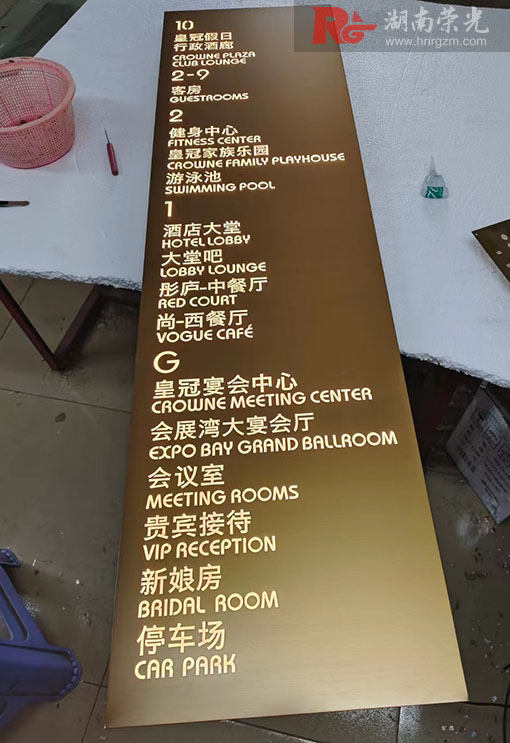 湖南荣光
www.hnrgzm.com
10
皇冠假日
行政酒廊
CROWNE PLAZA
CLUB LOUNGE
2-9
客房
GUESTROOMS
2
健身中心
FITNESS CENTER
皇冠家族乐园
CROWNE FAMILY PLAYHOUSE
游泳池
SWIMMING POOL
1
酒店大堂
HOTEL LOBBY
大堂吧
LOBBY LOUNGE
彤庐-中餐厅
RED COURT
尚-西餐厅
VOGUE CAFÉ
G
皇冠宴会中心
CROWNE MEETING CENTER
会展湾大宴会厅
EXPO BAY GRAND BALLROOM
会议室
MEETING ROOMS
贵宾接待
VIP RECEPTION
新娘房
BRIDAL ROOM
停车场
CAR PARK